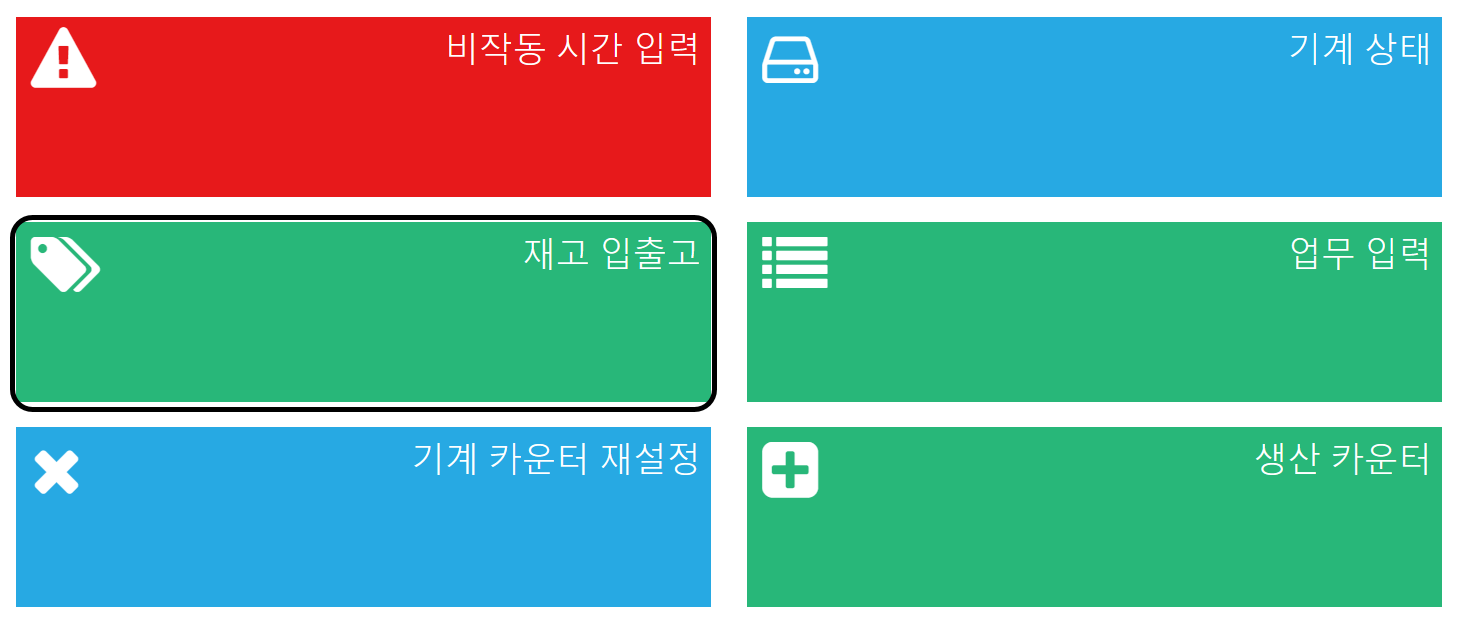 비작동 시간 입력
기계 상태
재고 입출고
업무 입력
기계 카운터 재설정
생산 카운터